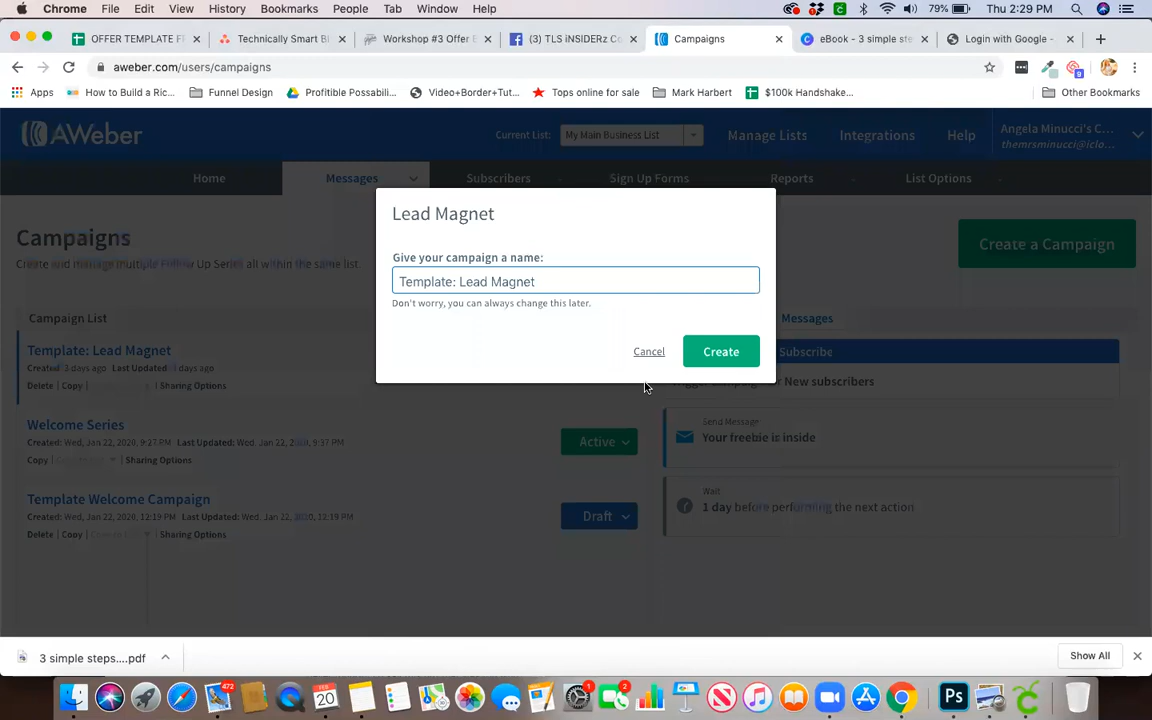 Chrome File Edit View History Bookmarks People Tab Window Help 79% Thu 2:29 PM
OFFER TEMPLATE F Technically Smart B Workshop #3 Offer E (3) TLS iNSIDERz C Campaigns eBook - 3 simple ste Login with Google -
aweber.com/users/campaigns
Apps How to Build a Ric... Funnel Design Profitible Possabili... Video+Border+Tut... Tops online for sale Mark Harbert $100k Handshake... Other Bookmarks
AWeber Current List: My Main Business List Manage Lists Integrations Help Angela Minucci's C...
themrsminucci@iclo...
Home Messages Subscribers Sign Up Forms Reports List Options
Lead Magnet
Give your campaign a name:
Template: Lead Magnet
Don't worry, you can always change this later.
Cancel Create
Campaigns
Create and manage multiple Follow Up Series all within the same list.
Create a Campaign
Campaign List
Template: Lead Magnet
Created: 3 days ago Last Updated: days ago
Delete | Copy | Sharing Options
Welcome Series
Created: Wed, Jan 22, 2020, 9:27 PM Last Updated: Wed, Jan 22, 2020, 9:37 PM
Copy | Sharing Options
Active
Template Welcome Campaign
Created: Wed, Jan 22, 2020, 12:19 PM Last Updated: Wed, Jan 22, 2020, 12:19 PM
Delete | Copy | Sharing Options
Draft
Messages
Subscribe
New subscribers
Send Message
Your freebie is inside
Wait
1 day before performing the next action
3 simple steps....pdf Show All
472 FEB 20 1 2 Ps